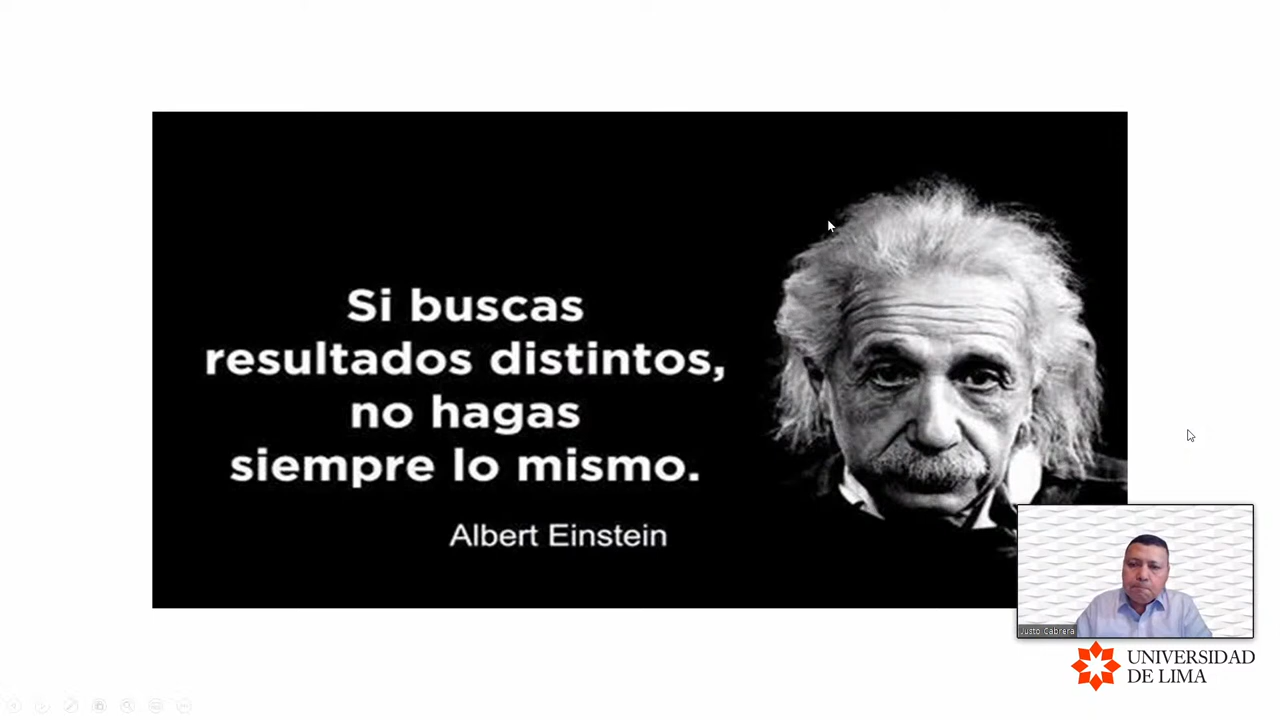 Si buscas
resultados distintos,
no hagas
siempre lo mismo.
Albert Einstein
Justo Cabrera
UNIVERSIDAD
DE LIMA